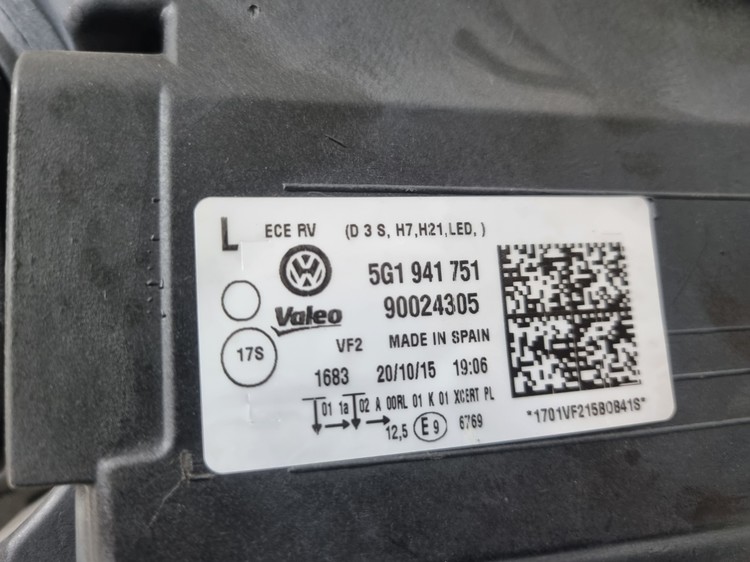 L ECE RV (D 3 S, H7,H21,LED, )
5G1 941 751
Valeo 90024305
17S VF2 MADE IN SPAIN
1683 20/10/15 19:06
01 1a 02 A 00RL 01 K 01 XCERT PL
12,5 E9 6769
*1701VF215B0B41S*